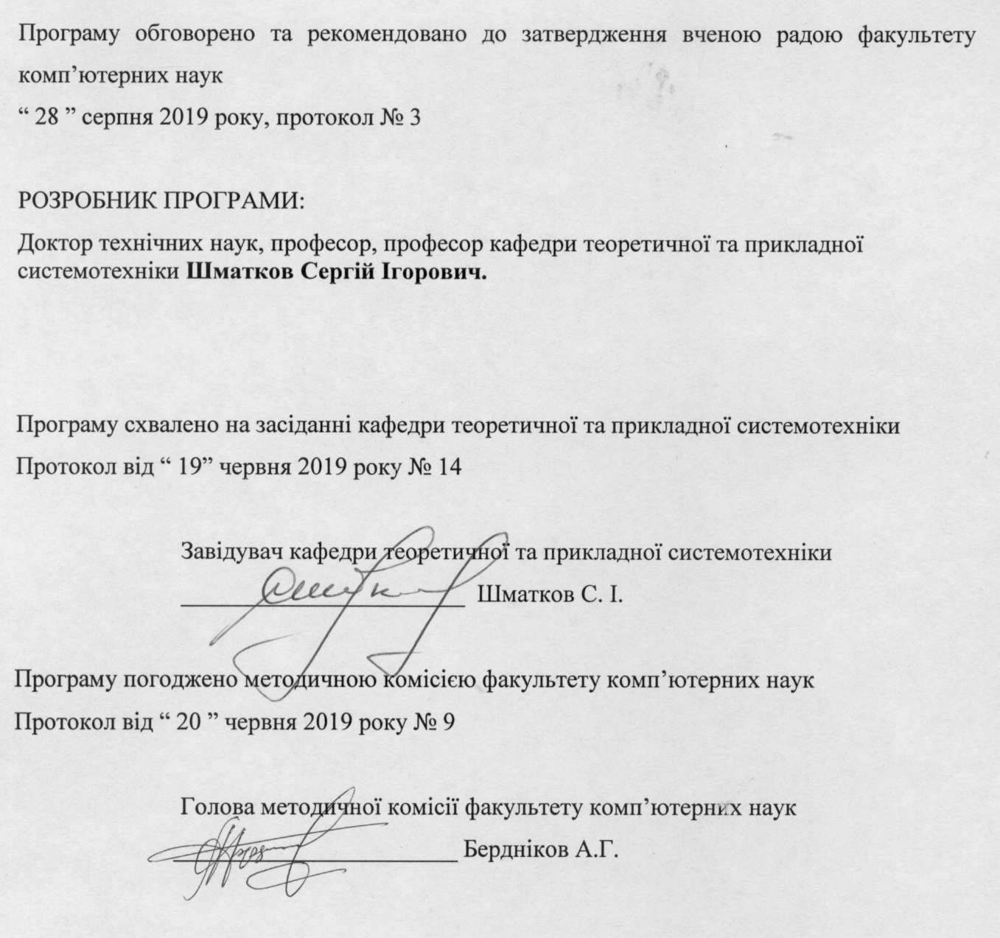 Програму обговорено та рекомендовано до затвердження вченою радою факультету
комп’ютерних наук
“ 28 ” серпня 2019 року, протокол № 3
РОЗРОБНИК ПРОГРАМИ:
Доктор технічних наук, професор, професор кафедри теоретичної та прикладної
системотехніки Шматков Сергій Ігорович.
Програму схвалено на засіданні кафедри теоретичної та прикладної системотехніки
Протокол від “ 19” червня 2019 року № 14
Завідувач кафедри теоретичної та прикладної системотехніки
Шматков С. І.
Програму погоджено методичною комісією факультету комп’ютерних наук
Протокол від “ 20 ” червня 2019 року № 9
Голова методичної комісії факультету комп’ютерних наук
Бердніков А.Г.